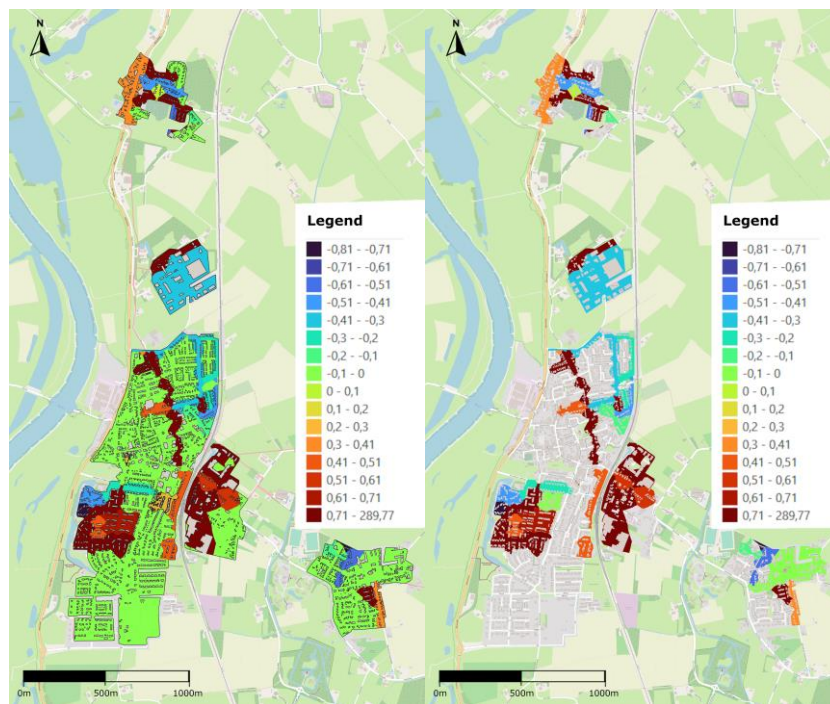 N
Legend
-0,81 - -0,71
-0,71 - -0,61
-0,61 - -0,51
-0,51 - -0,41
-0,41 - -0,3
-0,3 - -0,2
-0,2 - -0,1
-0,1 - 0
0 - 0,1
0,1 - 0,2
0,2 - 0,3
0,3 - 0,41
0,41 - 0,51
0,51 - 0,61
0,61 - 0,71
0,71 - 289,77
0m 500m 1000m
N
Legend
-0,81 - -0,71
-0,71 - -0,61
-0,61 - -0,51
-0,51 - -0,41
-0,41 - -0,3
-0,3 - -0,2
-0,2 - -0,1
-0,1 - 0
0 - 0,1
0,1 - 0,2
0,2 - 0,3
0,3 - 0,41
0,41 - 0,51
0,51 - 0,61
0,61 - 0,71
0,71 - 289,77
0m 500m 1000m